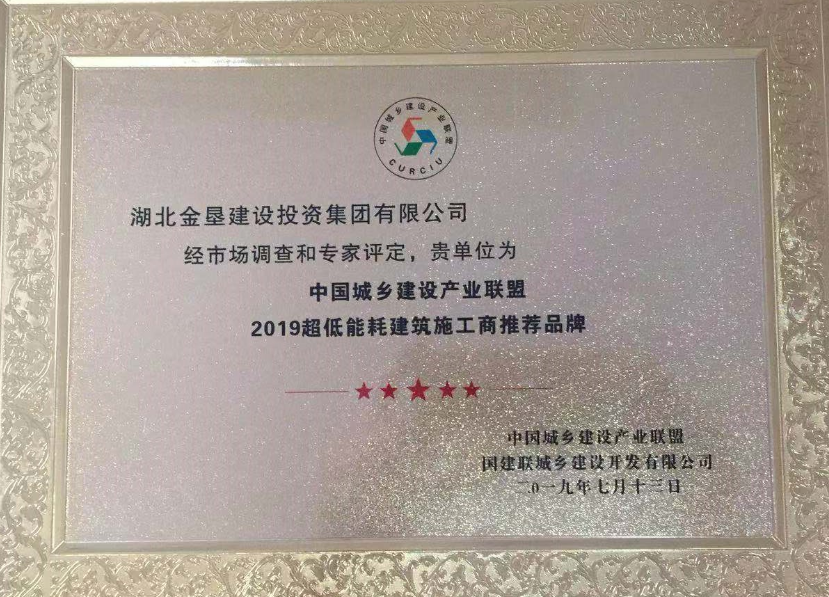 中国城乡建设产业联盟
CURCIU
湖北金垦建设投资集团有限公司
经市场调查和专家评定，贵单位为
中国城乡建设产业联盟
2019超低能耗建筑施工商推荐品牌
中国城乡建设产业联盟
国建联城乡建设开发有限公司
二0一九年七月十三日